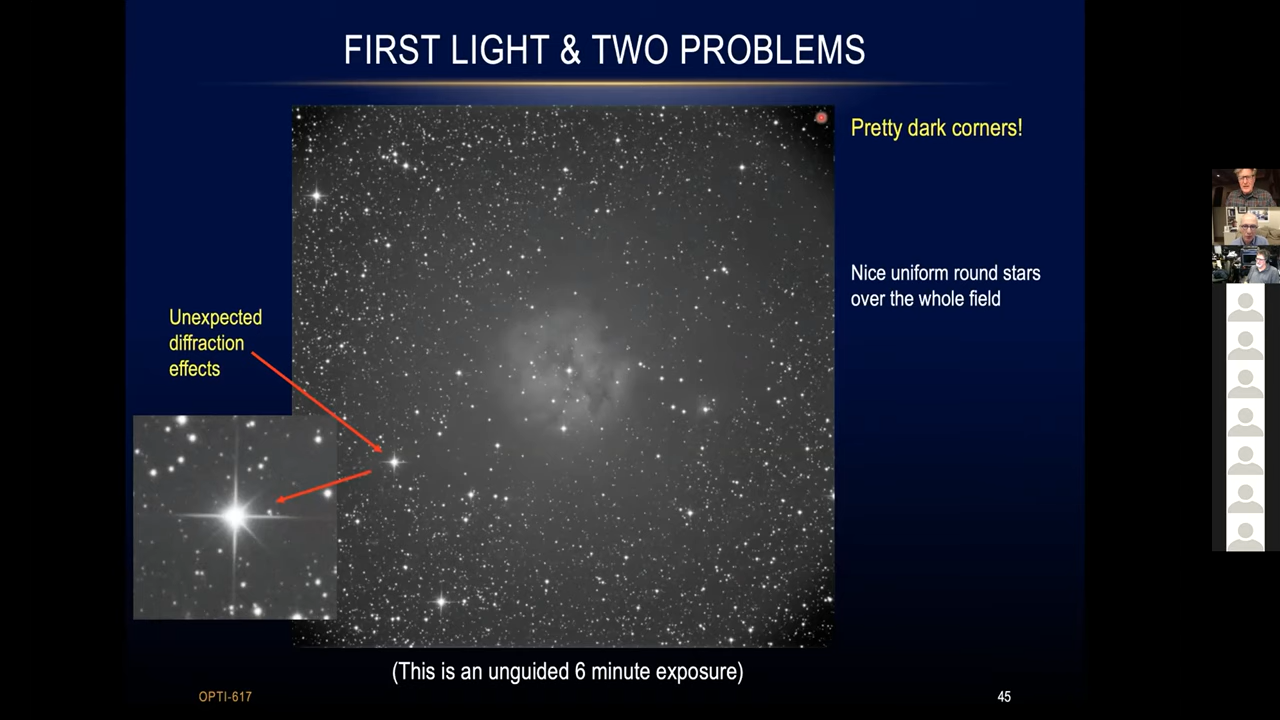 FIRST LIGHT & TWO PROBLEMS
Pretty dark corners!
Nice uniform round stars
over the whole field
Unexpected
diffraction
effects
(This is an unguided 6 minute exposure)
OPTI-617
45